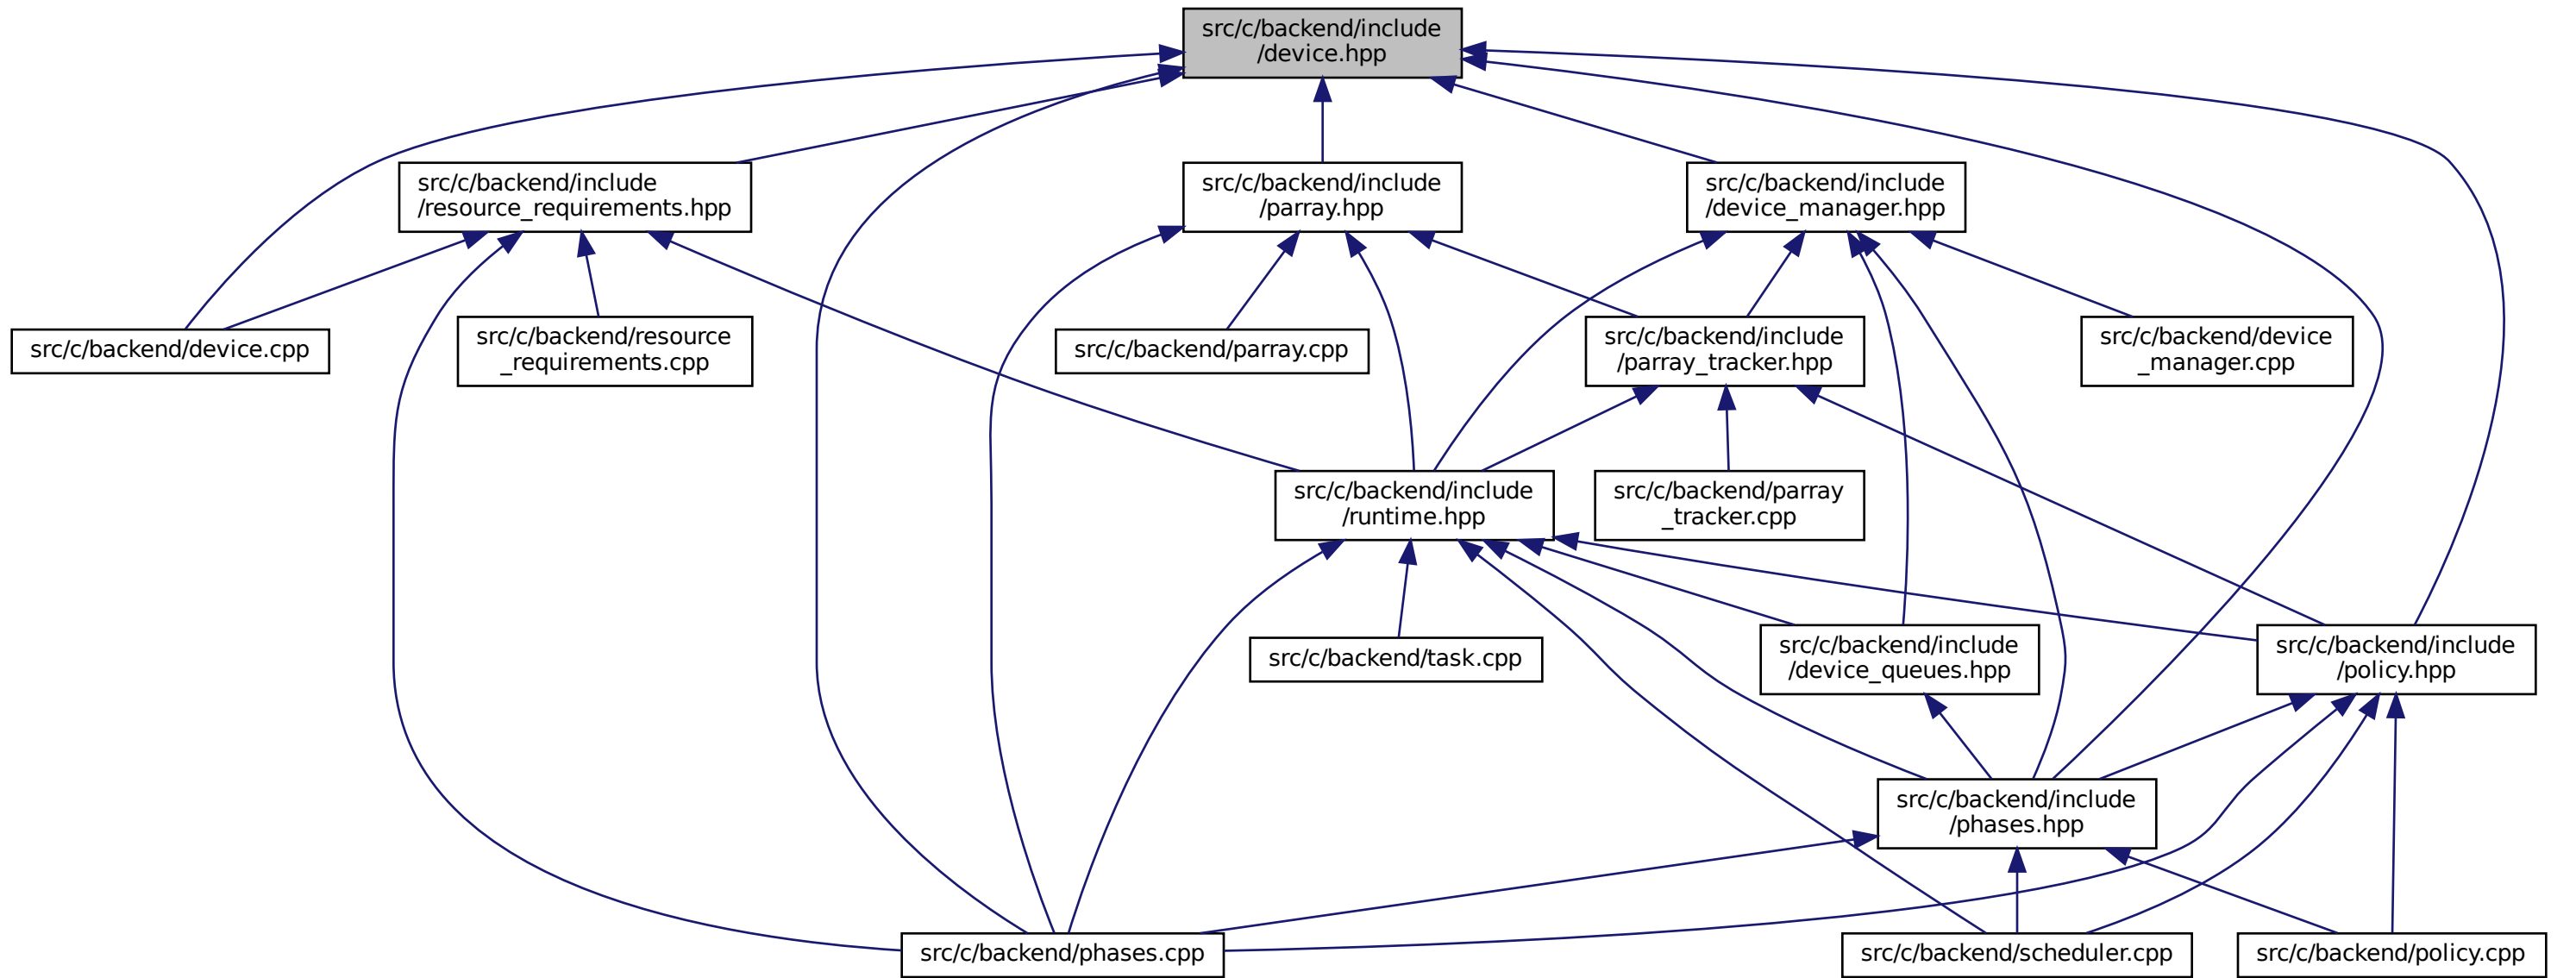 src/c/backend/include
/device.hpp
src/c/backend/include
/resource_requirements.hpp
src/c/backend/include
/parray.hpp
src/c/backend/include
/device_manager.hpp
src/c/backend/device.cpp
src/c/backend/resource
_requirements.cpp
src/c/backend/parray.cpp
src/c/backend/include
/parray_tracker.hpp
src/c/backend/device
_manager.cpp
src/c/backend/include
/runtime.hpp
src/c/backend/parray
_tracker.cpp
src/c/backend/task.cpp
src/c/backend/include
/device_queues.hpp
src/c/backend/include
/policy.hpp
src/c/backend/include
/phases.hpp
src/c/backend/phases.cpp
src/c/backend/scheduler.cpp
src/c/backend/policy.cpp